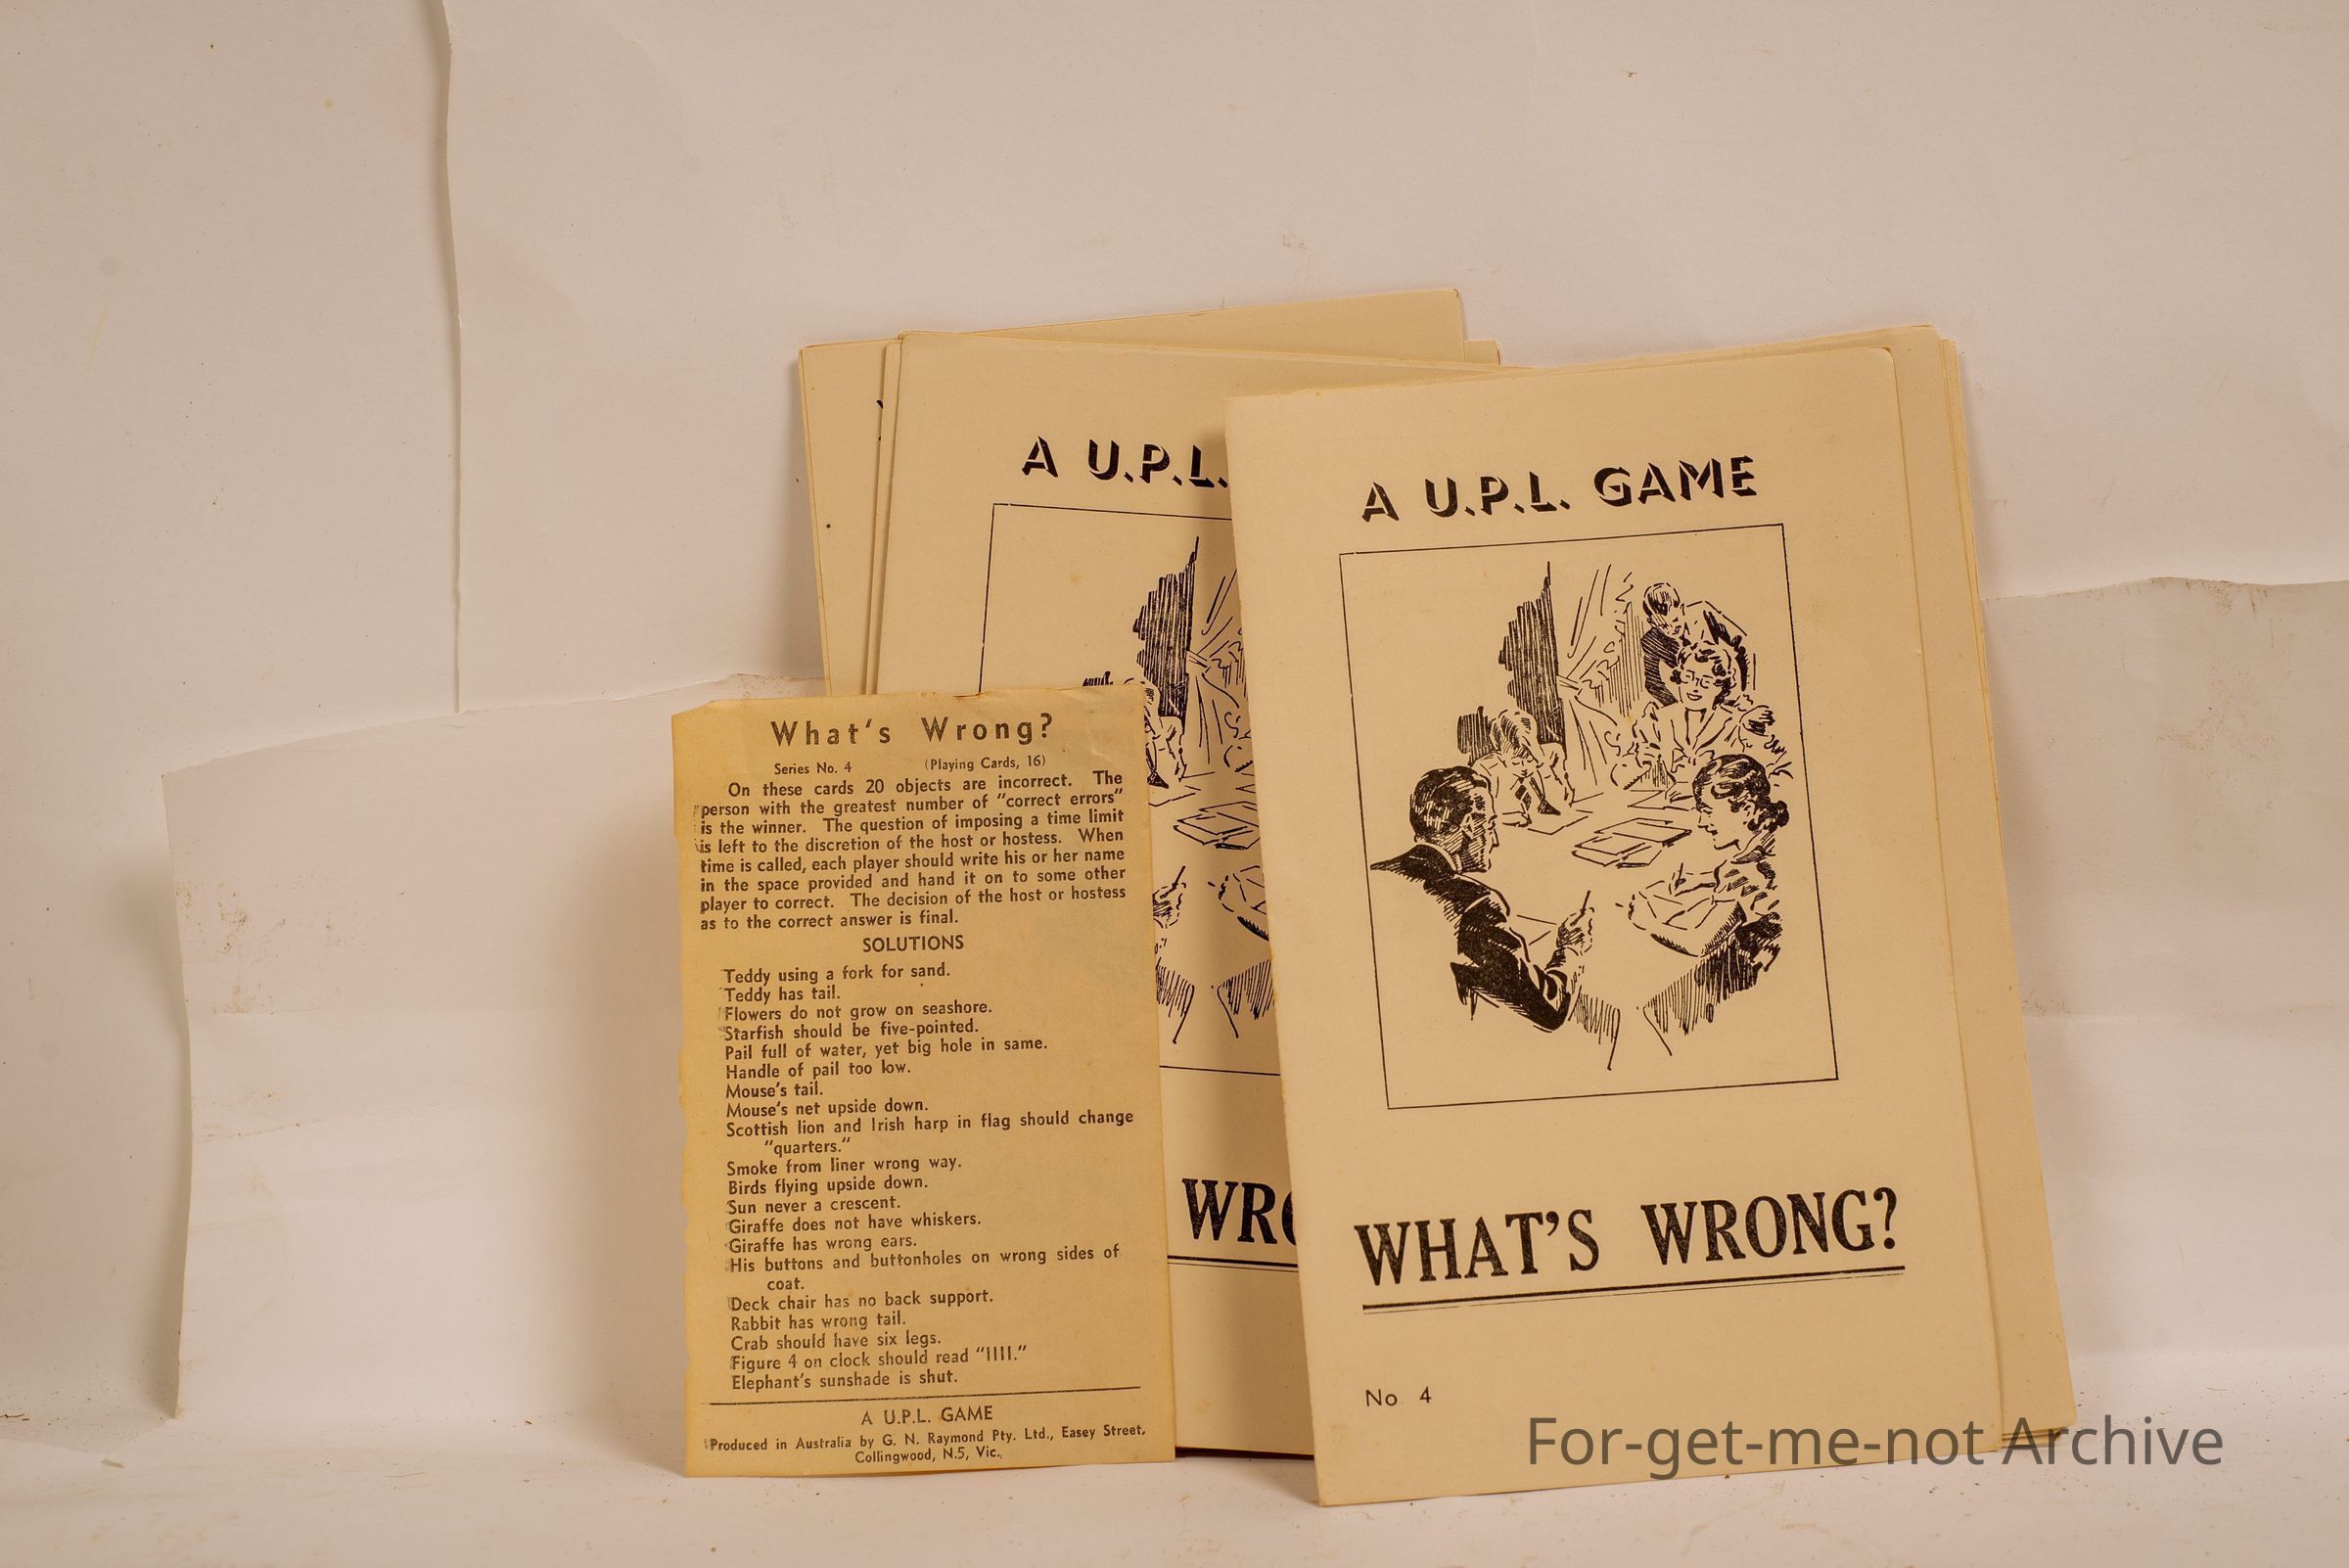 A U.P.L.
WRO
A U.P.L. GAME
WHAT'S WRONG?
No 4
What's Wrong?
Series No. 4 (Playing Cards, 16)
On these cards 20 objects are incorrect. The
person with the greatest number of "correct errors"
is the winner. The question of imposing a time limit
is left to the discretion of the host or hostess. When
time is called, each player should write his or her name
in the space provided and hand it on to some other
player to correct. The decision of the host or hostess
as to the correct answer is final.
SOLUTIONS
Teddy using a fork for sand.
Teddy has tail.
Flowers do not grow on seashore.
Starfish should be five-pointed.
Pail full of water, yet big hole in same.
Handle of pail too low.
Mouse's tail.
Mouse's net upside down.
Scottish lion and Irish harp in flag should change
"quarters."
Smoke from liner wrong way.
Birds flying upside down.
Sun never a crescent.
Giraffe does not have whiskers.
Giraffe has wrong ears.
His buttons and buttonholes on wrong sides of
coat.
Deck chair has no back support.
Rabbit has wrong tail.
Crab should have six legs.
Figure 4 on clock should read "IIII."
Elephant's sunshade is shut.
A U.P.L. GAME
Produced in Australia by G. N. Raymond Pty. Ltd., Easey Street,
Collingwood, N.5, Vic.
For-get-me-not Archive